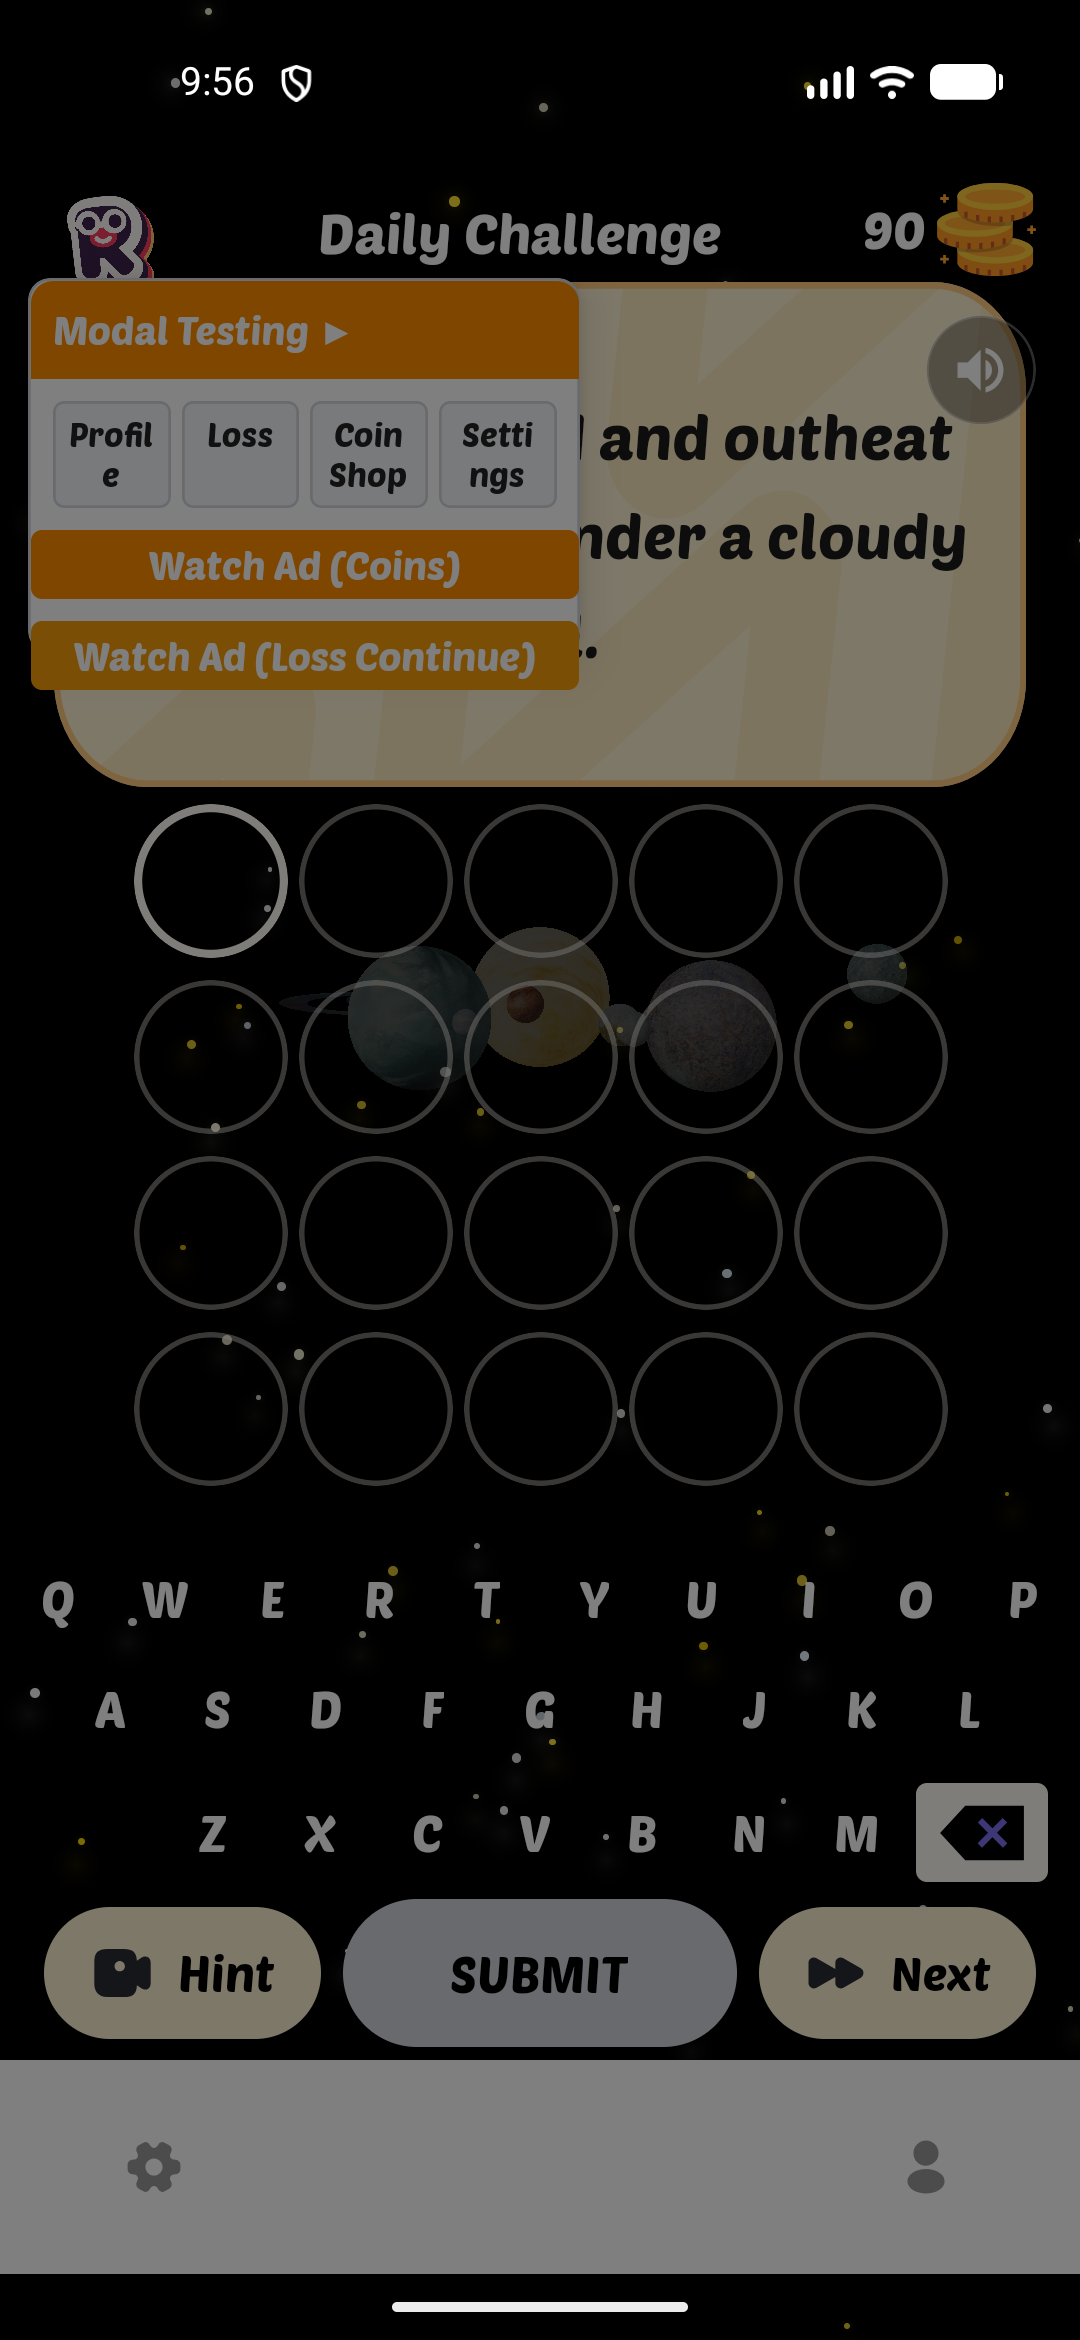 9:56
Daily Challenge
90
Modal Testing ▶
Profil
e
Loss
Coin
Shop
Setti
ngs
and outheat
Watch Ad (Coins)
nder a cloudy
Watch Ad (Loss Continue)
Q W E R T Y U I O P
A S D F G H J K L
Z X C V B N M
Hint
SUBMIT
Next